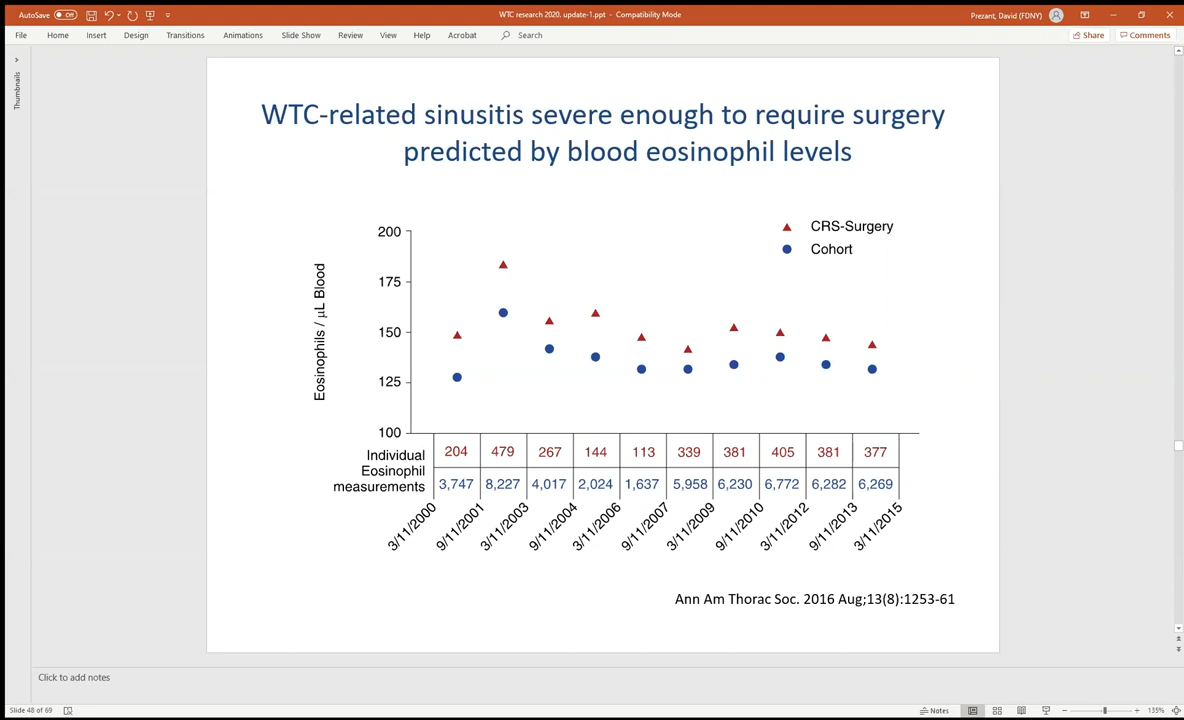 AutoSave Off
WTC research 2020. update-1.ppt - Compatibility Mode
Prezant, David (FDNY)
File Home Insert Design Transitions Animations Slide Show Review View Help Acrobat Search
Share Comments
Thumbnails
WTC-related sinusitis severe enough to require surgery
predicted by blood eosinophil levels
CRS-Surgery
Cohort
Eosinophils / µL Blood
200
175
150
125
100
Individual
Eosinophil
measurements
204 479 267 144 113 339 381 405 381 377
3,747 8,227 4,017 2,024 1,637 5,958 6,230 6,772 6,282 6,269
3/11/2000 9/11/2001 3/11/2003 9/11/2004 3/11/2006 9/11/2007 3/11/2009 9/11/2010 3/11/2012 9/11/2013 3/11/2015
Ann Am Thorac Soc. 2016 Aug;13(8):1253-61
Click to add notes
Slide 48 of 69
Notes
135%